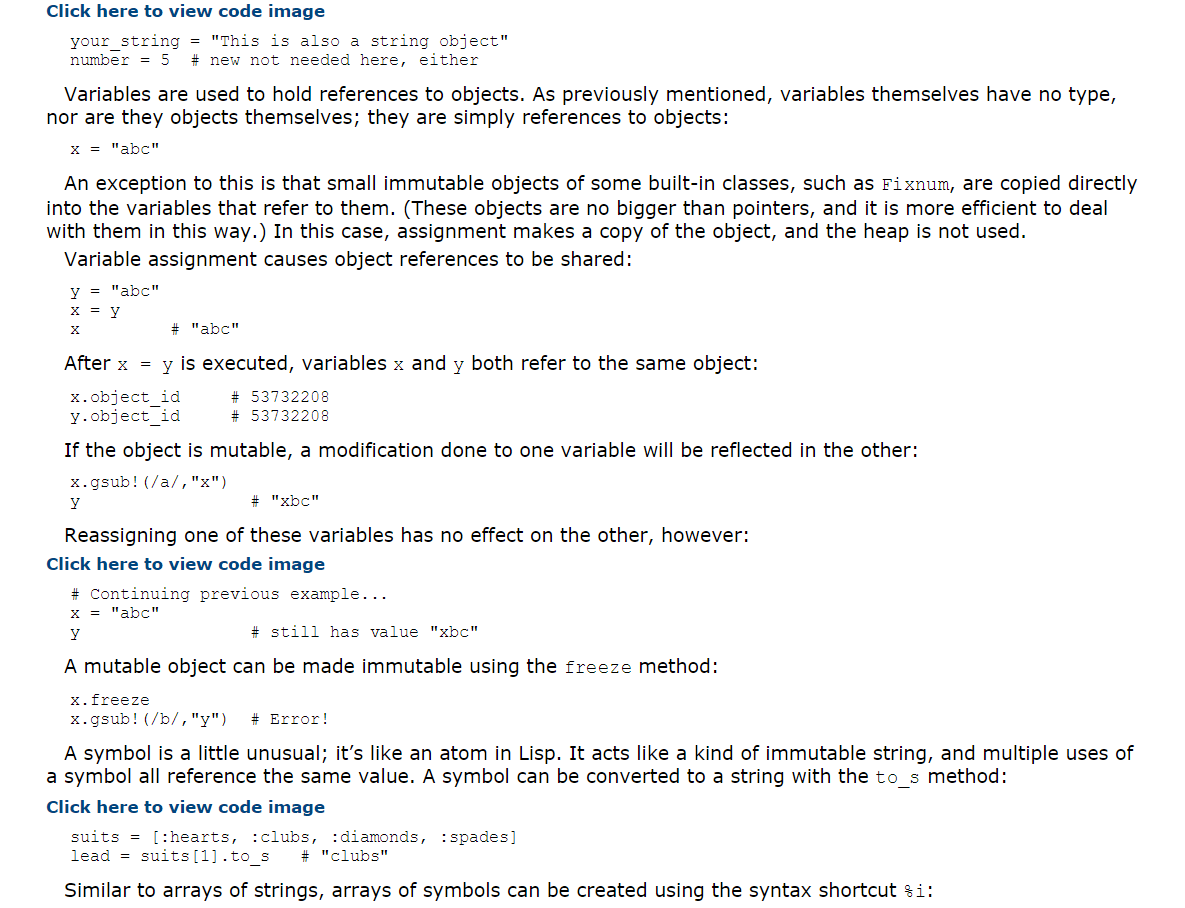 Click here to view code image
your_string = "This is also a string object"
number = 5  # new not needed here, either
Variables are used to hold references to objects. As previously mentioned, variables themselves have no type,
nor are they objects themselves; they are simply references to objects:
x = "abc"
An exception to this is that small immutable objects of some built-in classes, such as Fixnum, are copied directly
into the variables that refer to them. (These objects are no bigger than pointers, and it is more efficient to deal
with them in this way.) In this case, assignment makes a copy of the object, and the heap is not used.
Variable assignment causes object references to be shared:
y = "abc"
x = y
x         # "abc"
After x = y is executed, variables x and y both refer to the same object:
x.object_id     # 53732208
y.object_id     # 53732208
If the object is mutable, a modification done to one variable will be reflected in the other:
x.gsub!(/a/,"x")
y                 # "xbc"
Reassigning one of these variables has no effect on the other, however:
Click here to view code image
# Continuing previous example...
x = "abc"
y                 # still has value "xbc"
A mutable object can be made immutable using the freeze method:
x.freeze
x.gsub!(/b/,"y")  # Error!
A symbol is a little unusual; it’s like an atom in Lisp. It acts like a kind of immutable string, and multiple uses of
a symbol all reference the same value. A symbol can be converted to a string with the to_s method:
Click here to view code image
suits = [:hearts, :clubs, :diamonds, :spades]
lead = suits[1].to_s   # "clubs"
Similar to arrays of strings, arrays of symbols can be created using the syntax shortcut %i: